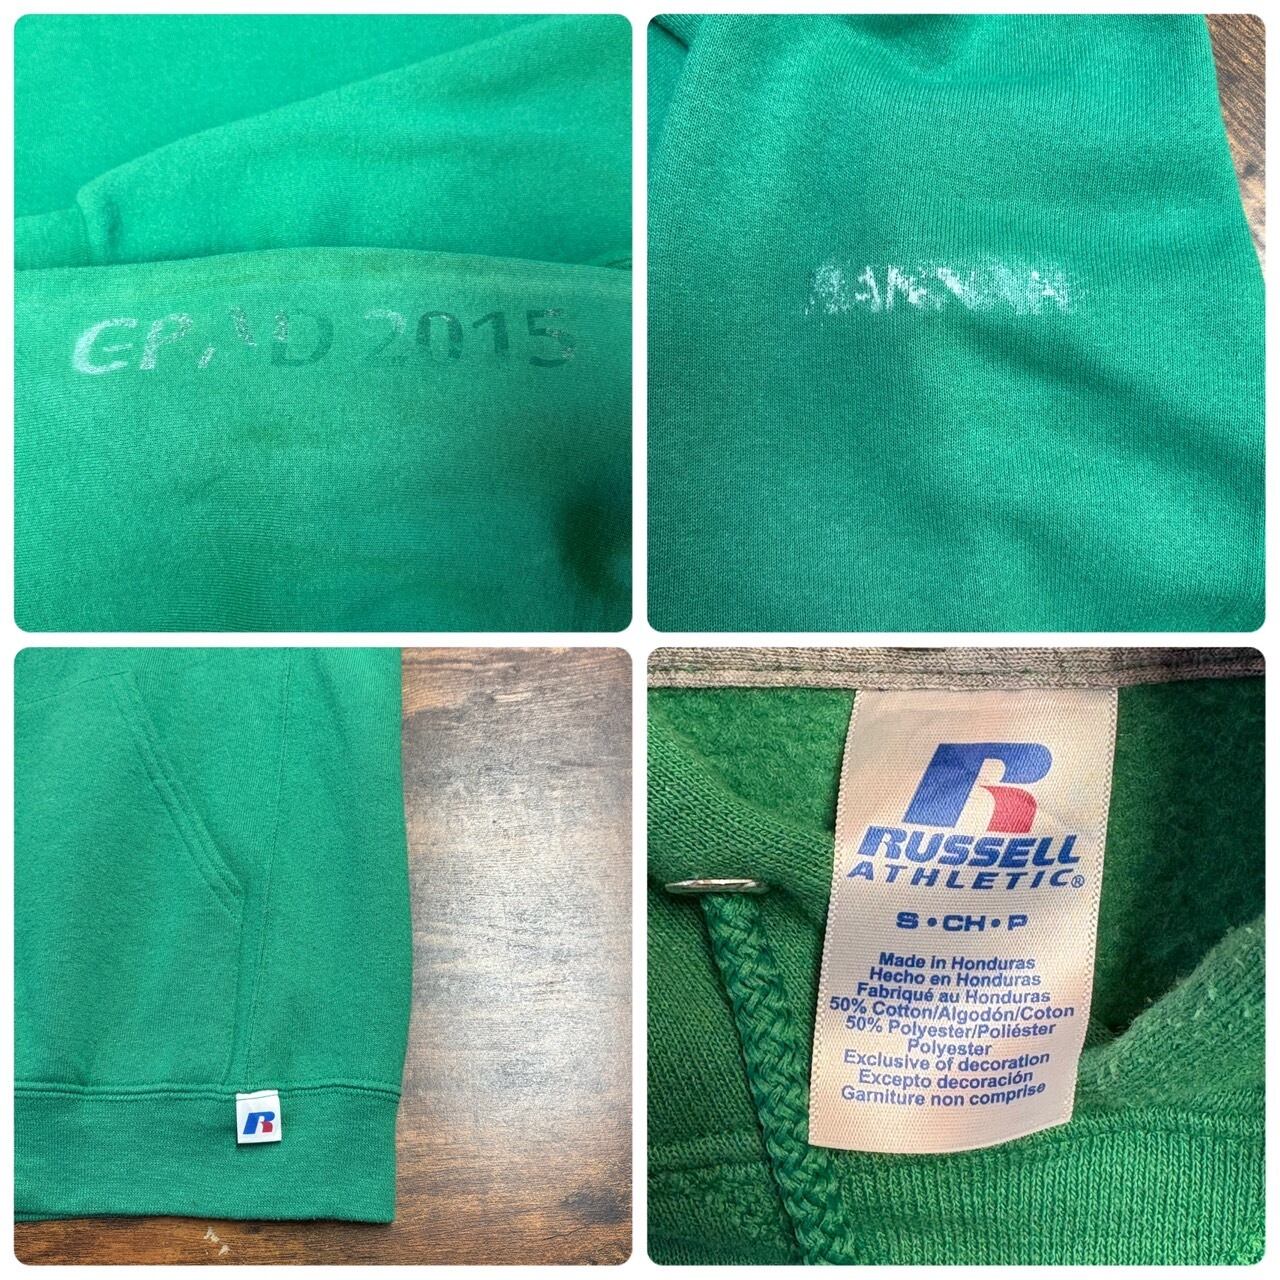 GRAD 2015
RUSSELL
ATHLETIC®
S•CH•P
Made in Honduras
Hecho en Honduras
Fabriqué au Honduras
50% Cotton/Algodón/Coton
50% Polyester/Poliéster
Polyester
Exclusive of decoration
Excepto decoración
Garniture non comprise